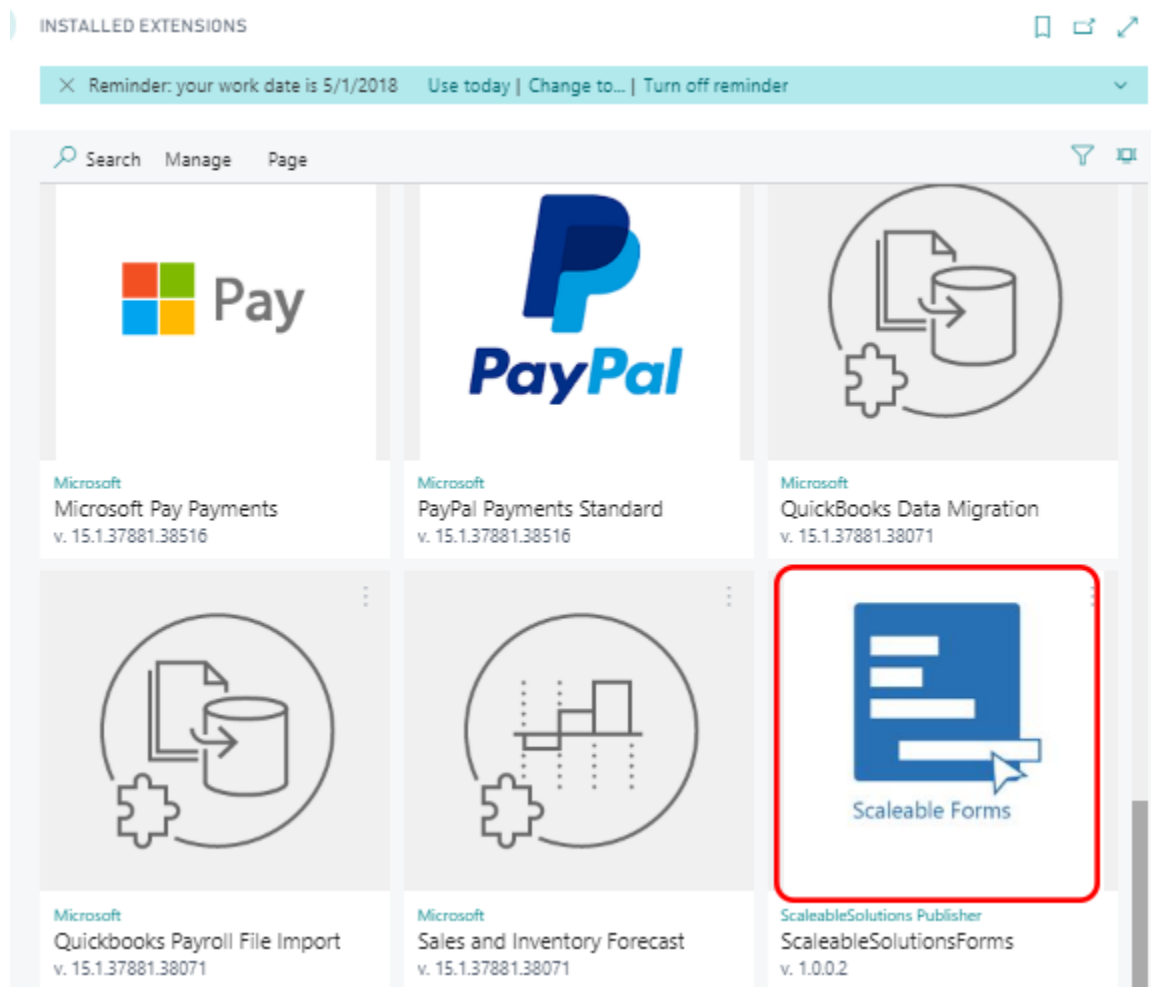 INSTALLED EXTENSIONS
Reminder: your work date is 5/1/2018 Use today | Change to... | Turn off reminder
Search Manage Page
Pay
PayPal
Microsoft
Microsoft Pay Payments
v. 15.1.37881.38516
Microsoft
PayPal Payments Standard
v. 15.1.37881.38516
Microsoft
QuickBooks Data Migration
v. 15.1.37881.38071
Scaleable Forms
Microsoft
Quickbooks Payroll File Import
v. 15.1.37881.38071
Microsoft
Sales and Inventory Forecast
v. 15.1.37881.38071
ScaleableSolutions Publisher
ScaleableSolutionsForms
v. 1.0.0.2